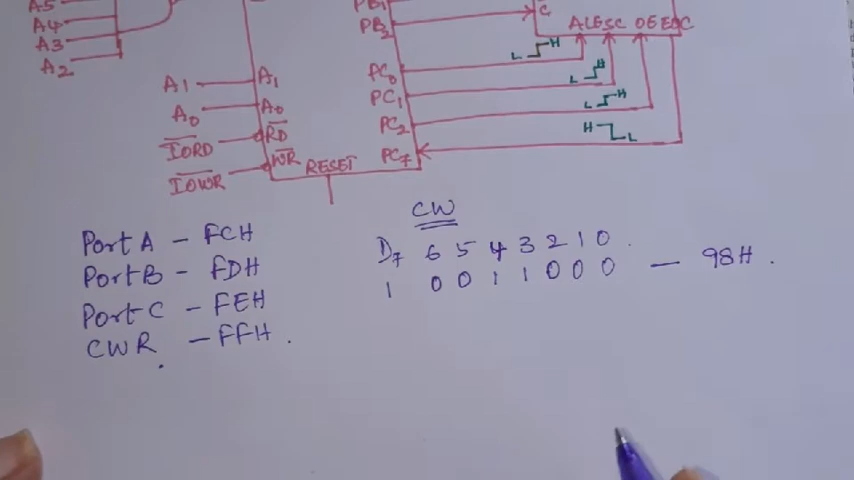 A5
A4
A3
A2
A1 A1
A0 A0
IORD RD
IOWR WR
RESET
PB1
PB2
PC0
PC1
PC2
PC7
C
ALE SC OE EOC
L H
L H
L H
H L
Port A - FCH
Port B - FDH
Port C - FEH
CWR - FFH.
CW
D7 6 5 4 3 2 1 0
1 0 0 1 1 0 0 0 - 98H.